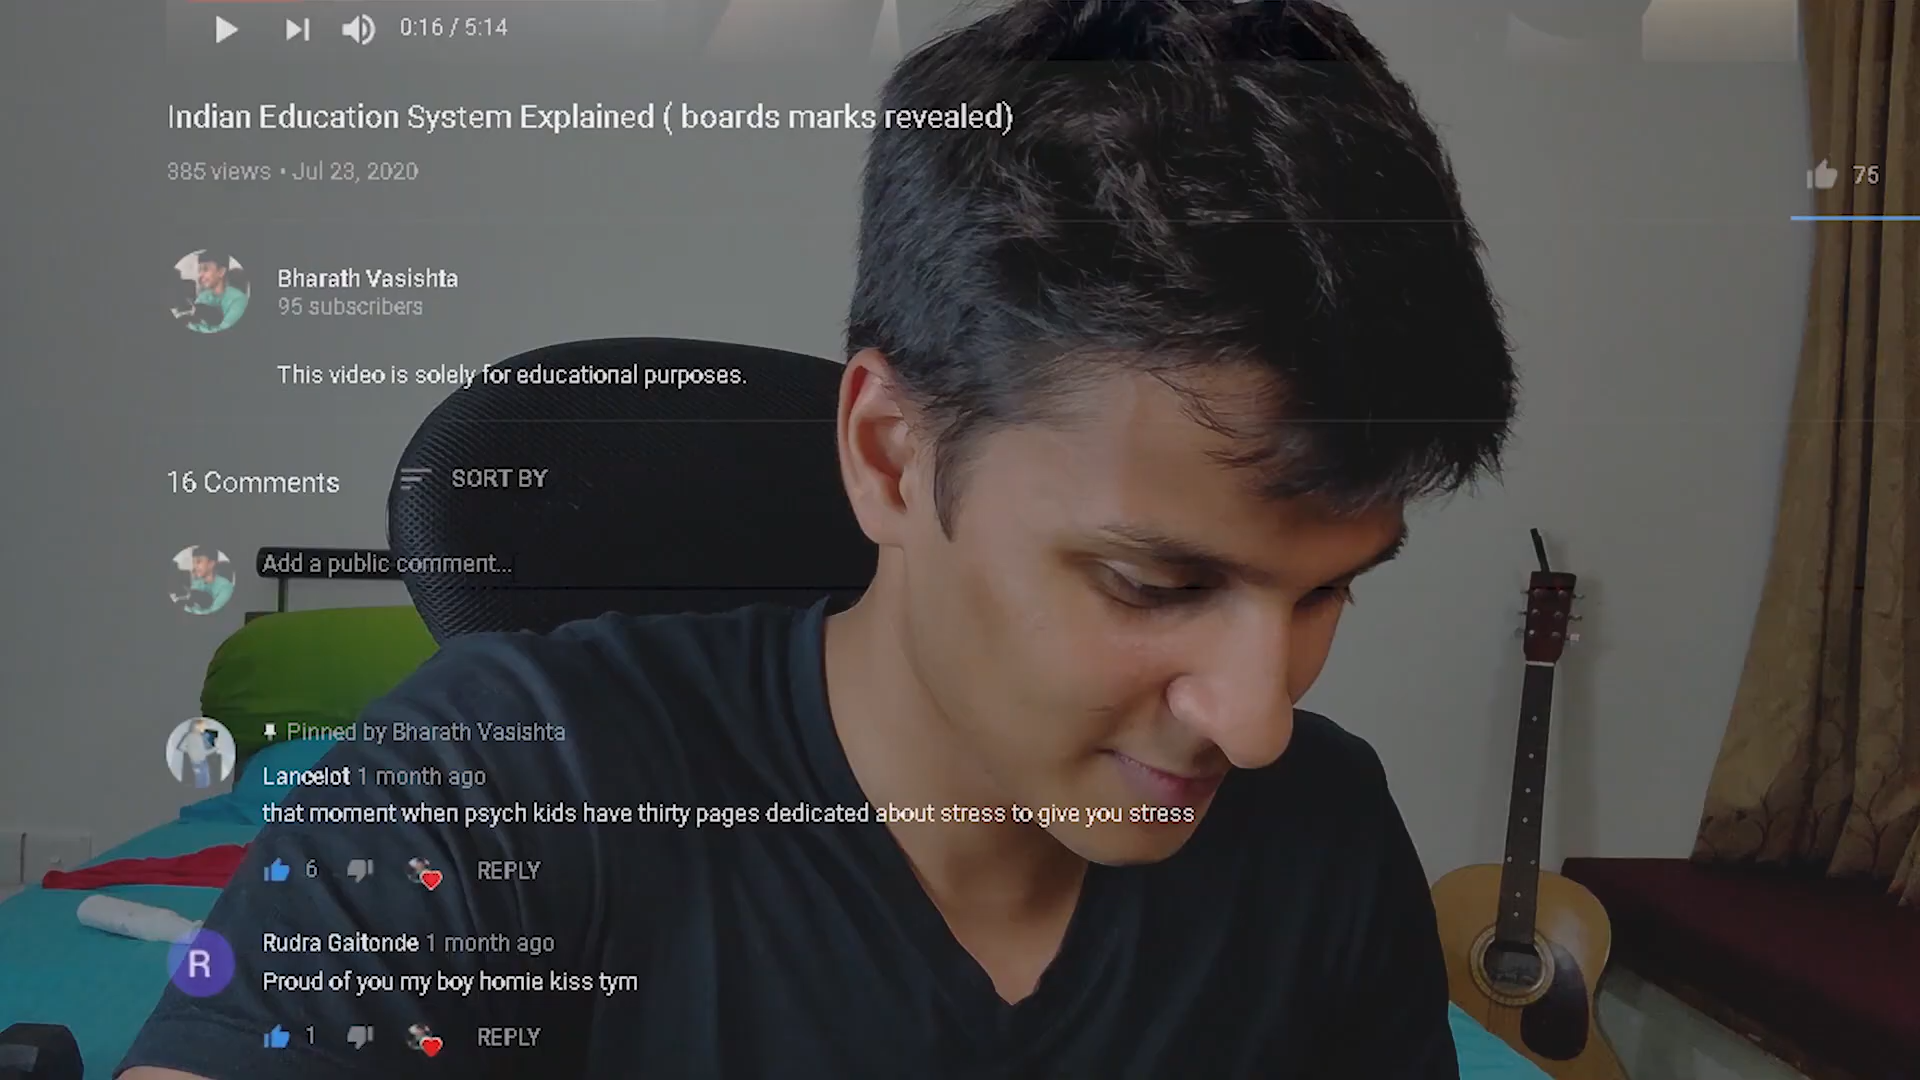 0:16 / 5:14
Indian Education System Explained ( boards marks revealed)
385 views • Jul 23, 2020
75
Bharath Vasishta
95 subscribers
This video is solely for educational purposes.
16 Comments
SORT BY
Add a public comment...
Pinned by Bharath Vasishta
Lancelot 1 month ago
that moment when psych kids have thirty pages dedicated about stress to give you stress
6 REPLY
R
Rudra Gaitonde 1 month ago
Proud of you my boy homie kiss tym
1 REPLY